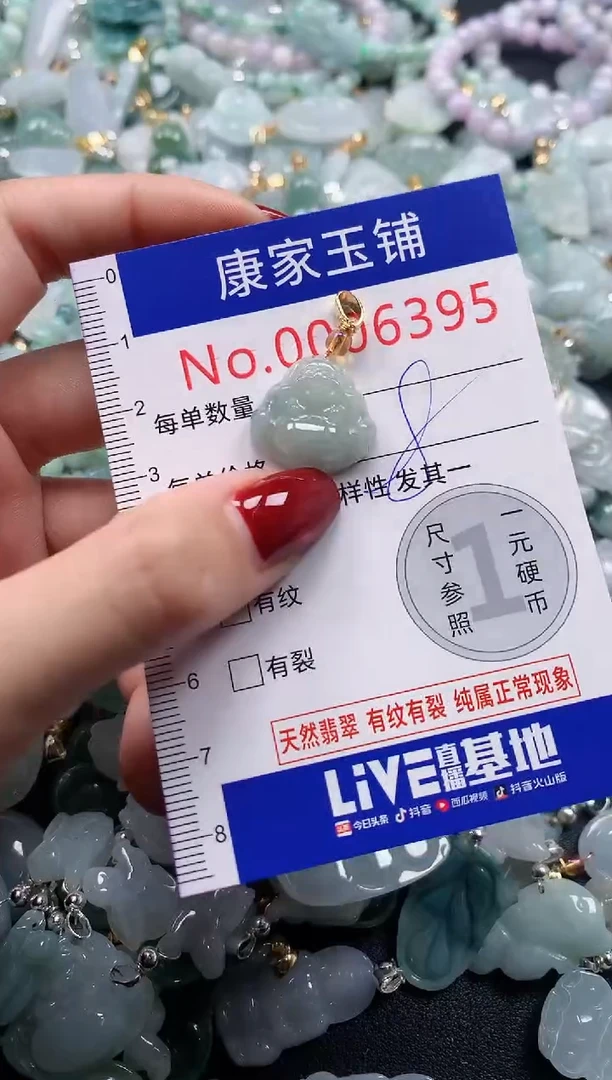 0
康家玉铺
1
No.0006395
2
每单数量
8
3
样性 发其一
尺寸参照
1
一元硬币
有纹
6
有裂
天然翡翠 有纹有裂 纯属正常现象
7
LiVE直播基地
8
今日头条 抖音 西瓜视频 抖音火山版